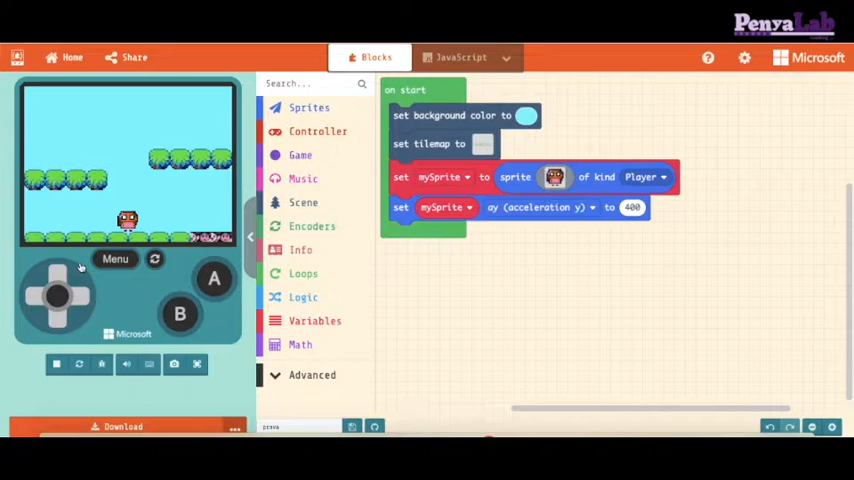 PenyaLab
Home
Share
Blocks
JavaScript
Microsoft
Search...
Sprites
Controller
Game
Music
Scene
Encoders
Info
Loops
Logic
Variables
Math
Advanced
on start
set background color to
set tilemap to
set mySprite to sprite of kind Player
set mySprite ay (acceleration y) to 400
Menu
A
B
Microsoft
Download
prova